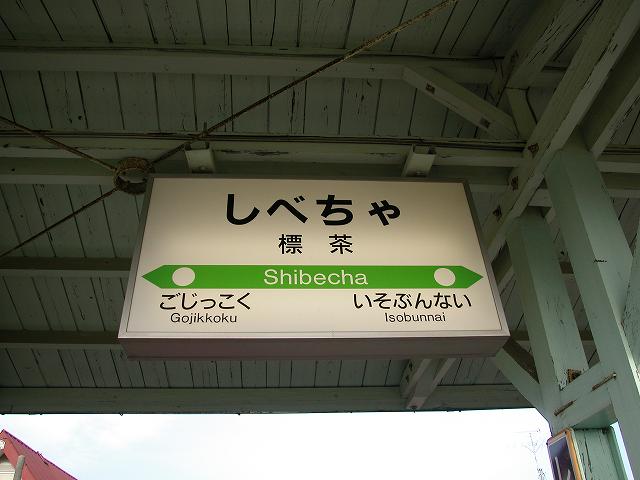 しべちゃ
標茶
Shibecha
ごじっこく いそぶんない
Gojikkoku Isobunnai